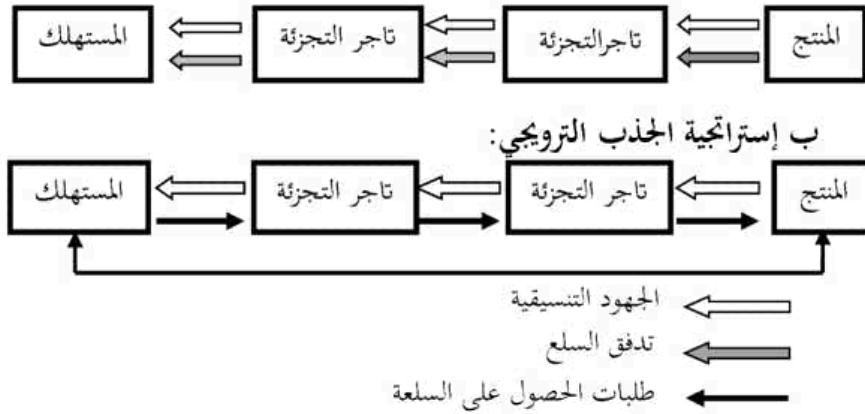 المنتج تاجرالتجزئة تاجر التجزئة المستهلك
ب إستراتجية الجذب الترويجي:
المنتج تاجر التجزئة تاجر التجزئة المستهلك
الجهود التنسيقية
تدفق السلع
طلبات الحصول على السلعة